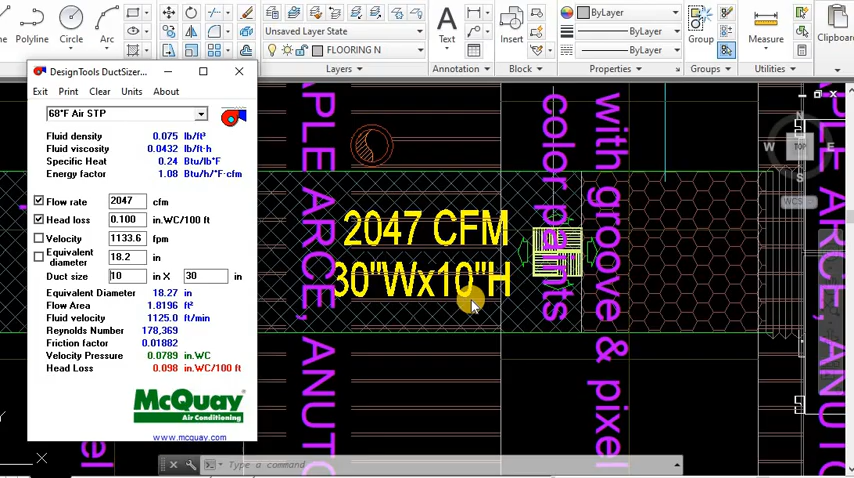 Polyline
Circle
Arc
Unsaved Layer State
FLOORING N
Layers
Text
Annotation
Insert
Block
ByLayer
ByLayer
ByLayer
Properties
Group
Groups
Measure
Utilities
Clipboard
DesignTools DuctSizer...
Exit Print Clear Units About
68°F Air STP
Fluid density 0.075 lb/ft³
Fluid viscosity 0.0432 lb/ft·h
Specific Heat 0.24 Btu/lb°F
Energy factor 1.08 Btu/h/°F·cfm
Flow rate 2047 cfm
Head loss 0.100 in.WC/100 ft
Velocity 1133.6 fpm
Equivalent diameter 18.2 in
Duct size 10 in X 30 in
Equivalent Diameter 18.27 in
Flow Area 1.8196 ft²
Fluid velocity 1125.0 ft/min
Reynolds Number 178,369
Friction factor 0.01882
Velocity Pressure 0.0789 in.WC
Head Loss 0.098 in.WC/100 ft
McQuay
Air Conditioning
www.mcquay.com
2047 CFM
30"Wx10"H
APLE ARCE, ANUTO
color paints
with groove & pixel
APLE ARCE, ANUTO
N
W TOP E
S
WCS
Type a command